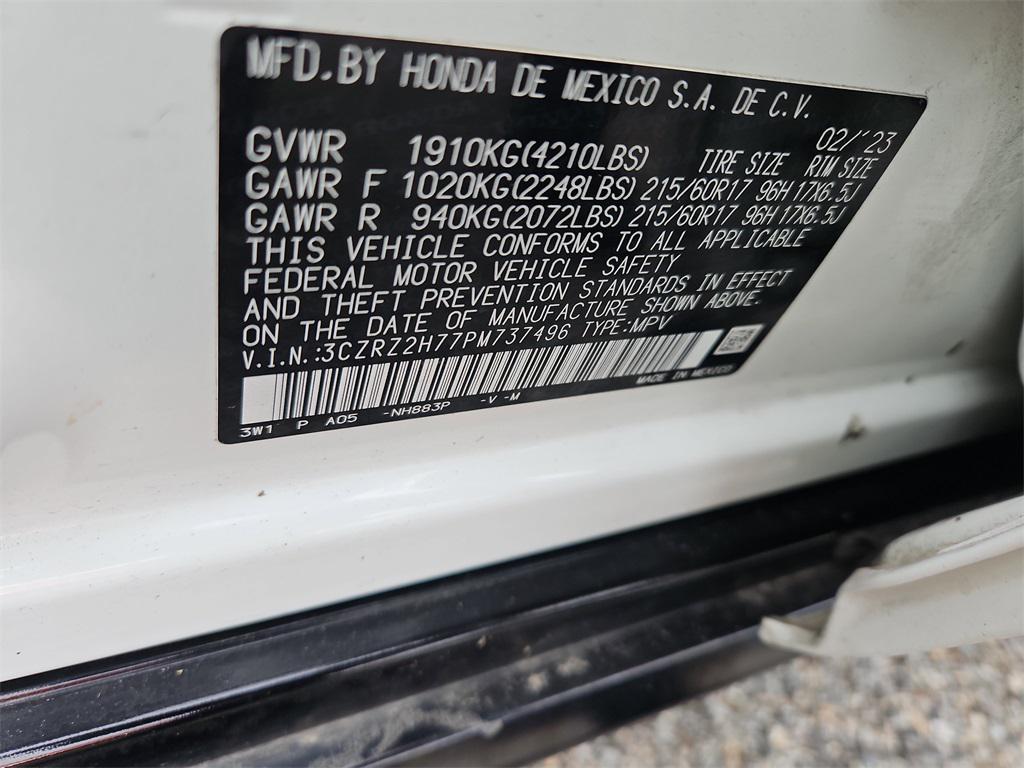 MFD.BY HONDA DE MEXICO S.A. DE C.V.
02/'23
GVWR 1910KG(4210LBS) TIRE SIZE RIM SIZE
GAWR F 1020KG(2248LBS) 215/60R17 96H 17X6.5J
GAWR R 940KG(2072LBS) 215/60R17 96H 17X6.5J
THIS VEHICLE CONFORMS TO ALL APPLICABLE
FEDERAL MOTOR VEHICLE SAFETY
AND THEFT PREVENTION STANDARDS IN EFFECT
ON THE DATE OF MANUFACTURE SHOWN ABOVE.
V.I.N.:3CZRZ2H77PM737496 TYPE:MPV
MADE IN MEXICO
3W1 P A05 -NH883P -V -M